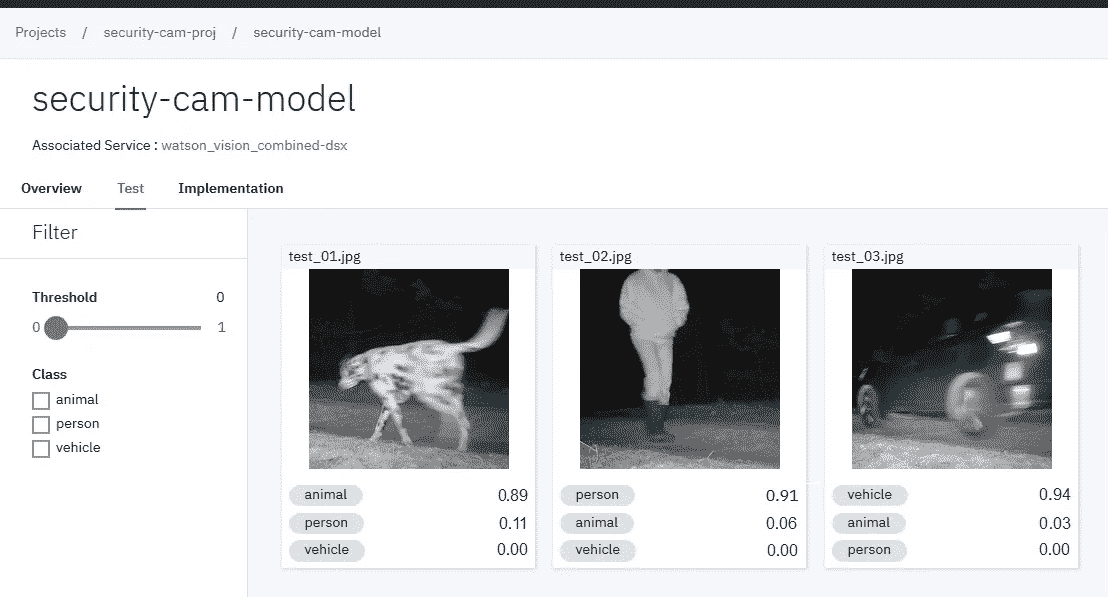 Projects / security-cam-proj / security-cam-model
security-cam-model
Associated Service : watson_vision_combined-dsx
Overview Test Implementation
Filter
Threshold 0
0 1
Class
animal
person
vehicle
test_01.jpg
animal 0.89
person 0.11
vehicle 0.00
test_02.jpg
person 0.91
animal 0.06
vehicle 0.00
test_03.jpg
vehicle 0.94
animal 0.03
person 0.00